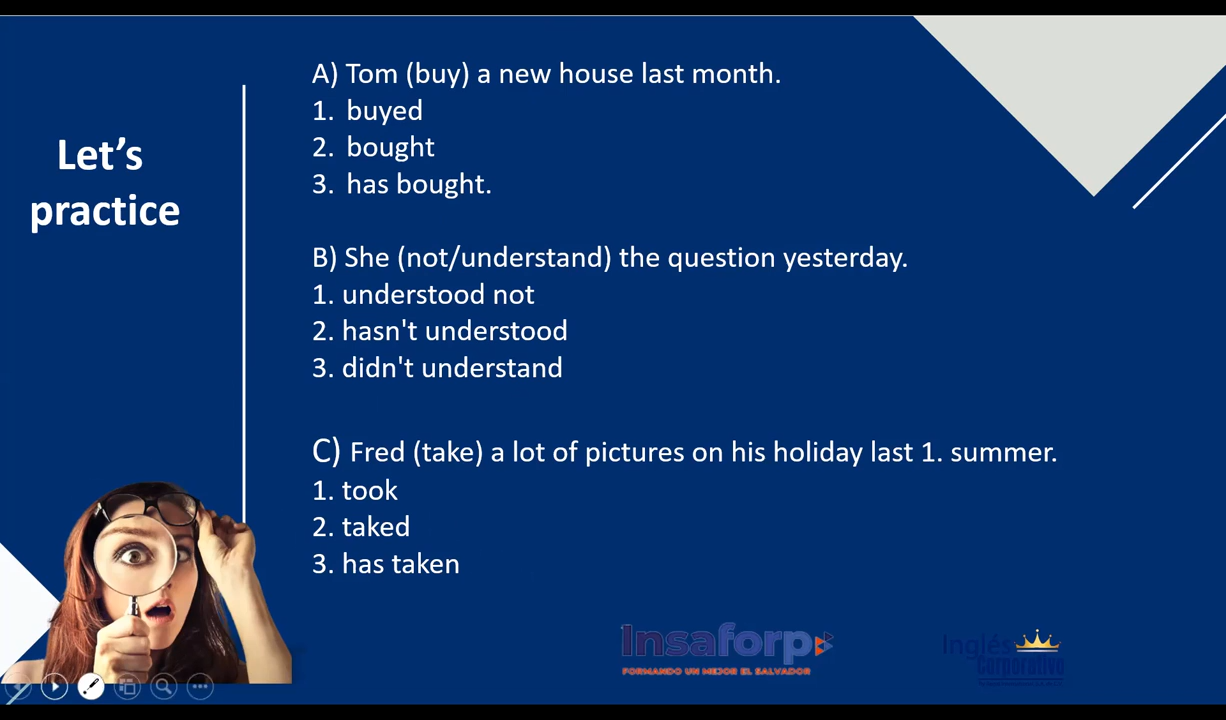 Let's
practice
A) Tom (buy) a new house last month.
1. buyed
2. bought
3. has bought.
B) She (not/understand) the question yesterday.
1. understood not
2. hasn't understood
3. didn't understand
C) Fred (take) a lot of pictures on his holiday last 1. summer.
1. took
2. taked
3. has taken
Insaforp
FORMANDO UN MEJOR EL SALVADOR
Inglés
Corporativo